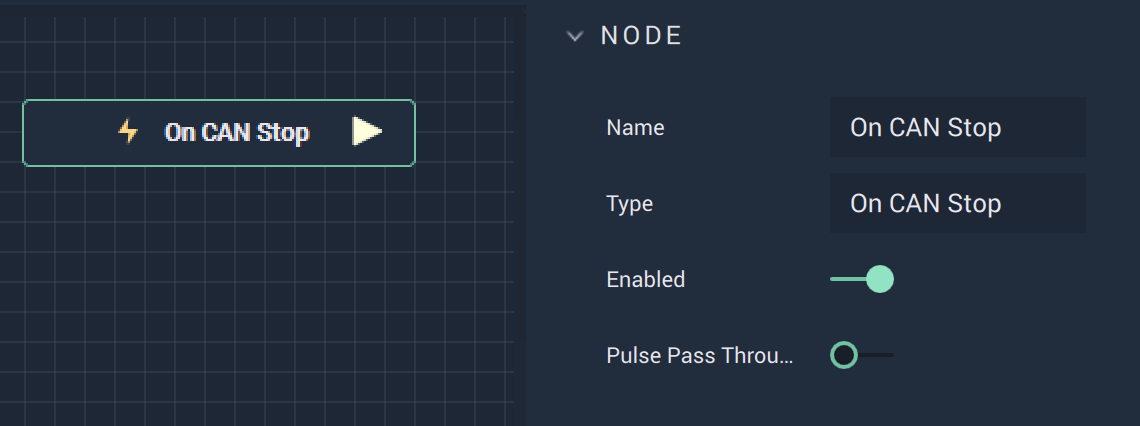 On CAN Stop
NODE
Name
On CAN Stop
Type
On CAN Stop
Enabled
Pulse Pass Throu...